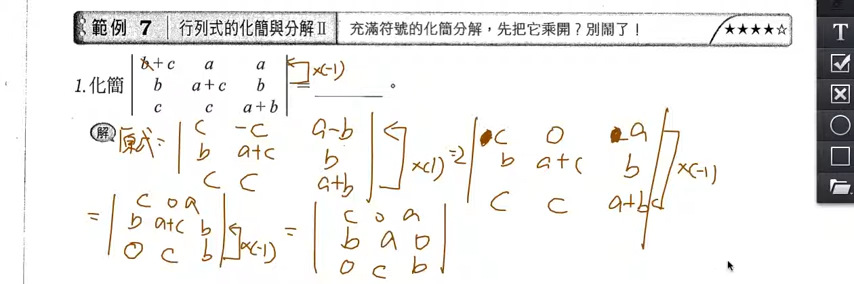 範例 7 行列式的化簡與分解 II 充滿符號的化簡分解，先把它乘開？別鬧了！ ★★★★☆
b+c a a ×(-1)
1.化簡 b a+c b = ______ 。
c c a+b
解 原式= c -c a-b ×(1) =2 c 0 a ×(-1)
b a+c b b a+c b
c c a+b c c a+b
= c 0 a = c 0 a
b a+c b ×(-1) b a 0
0 c b 0 c b
T